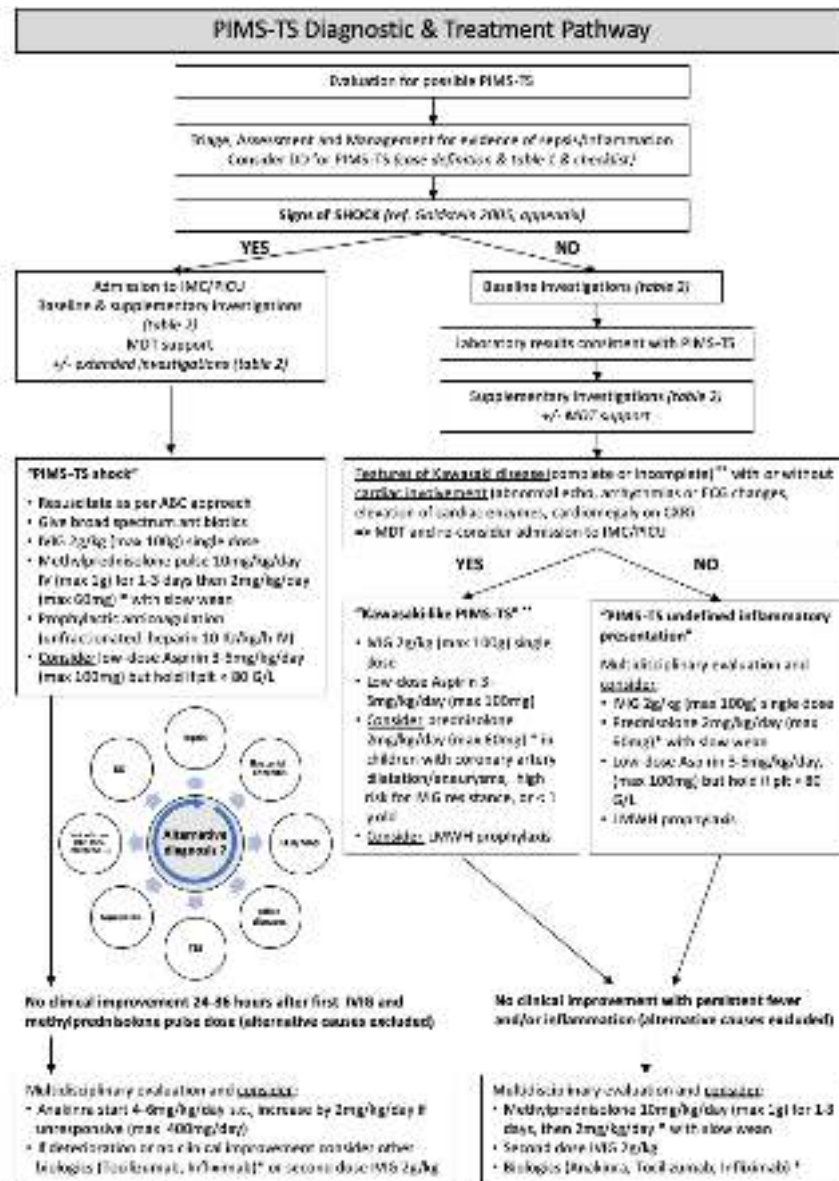 PIMS-TS Diagnostic & Treatment Pathway
Evaluation for possible PIMS-TS
Triage, Assessment and Management for evidence of sepsis/inflammation
Consider DD for PIMS-TS (case definition & table 1 & checklist)
Signs of SHOCK (ref. Goldstein 2005, appendix)
YES
NO
Admission to IMC/PICU
Baseline & supplementary investigations
(table 2)
MDT support
+/- extended investigations (table 2)
Baseline investigations (table 2)
Laboratory results consistent with PIMS-TS
Supplementary investigations (table 2)
+/- MDT support
"PIMS-TS shock"
• Resuscitate as per ABC approach
• Give broad spectrum antibiotics
• IVIG 2g/kg (max 100g) single dose
• Methylprednisolone pulse 10mg/kg/day
IV (max 1g) for 1-3 days then 2mg/kg/day
(max 60mg) * with slow wean
• Prophylactic anticoagulation
(unfractionated heparin 10 IU/kg/h IV)
• Consider low-dose Aspirin 3-5mg/kg/day
(max 100mg) but hold if plt < 80 G/L
Features of Kawasaki disease (complete or incomplete)** with or without
cardiac involvement (abnormal echo, arrhythmias or ECG changes,
elevation of cardiac enzymes, cardiomegaly on CXR)
=> MDT and re-consider admission to IMC/PICU
YES
NO
"Kawasaki-like PIMS-TS" **
• IVIG 2g/kg (max 100g) single
dose
• Low-dose Aspirin 3-
5mg/kg/day (max 100mg)
• Consider prednisolone
2mg/kg/day (max 60mg) * in
children with coronary artery
dilatation/aneurysms, high
risk for IVIG resistance, or < 1
y old
• Consider LMWH prophylaxis
"PIMS-TS undefined inflammatory
presentation"
Multidisciplinary evaluation and
consider:
• IVIG 2g/kg (max 100g) single dose
• Prednisolone 2mg/kg/day (max
60mg)* with slow wean
• Low-dose Aspirin 3-5mg/kg/day,
(max 100mg) but hold if plt < 80
G/L
• LMWH prophylaxis
Alternative
diagnosis ?
Sepsis
TSS
No clinical improvement 24-36 hours after first IVIG and
methylprednisolone pulse dose (alternative causes excluded)
No clinical improvement with persistent fever
and/or inflammation (alternative causes excluded)
Multidisciplinary evaluation and consider:
• Anakinra start 4-6mg/kg/day s.c., increase by 2mg/kg/day if
unresponsive (max 400mg/day)
• If deterioration or no clinical improvement consider other
biologics (Tocilizumab, Infliximab)* or second dose IVIG 2g/kg
Multidisciplinary evaluation and consider:
• Methylprednisolone 10mg/kg/day (max 1g) for 1-3
days, then 2mg/kg/day * with slow wean
• Second dose IVIG 2g/kg
• Biologics (Anakinra, Tocilizumab, Infliximab) *